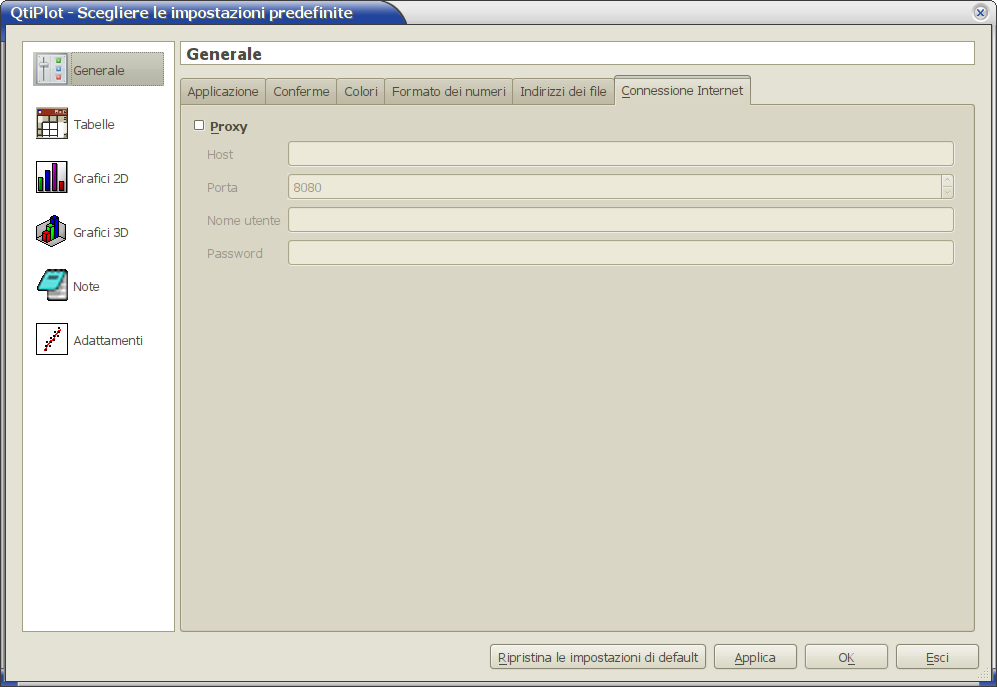 QtiPlot - Scegliere le impostazioni predefinite
Generale
Tabelle
Grafici 2D
Grafici 3D
Note
Adattamenti
Generale
Applicazione Conferme Colori Formato dei numeri Indirizzi dei file Connessione Internet
Proxy
Host
Porta 8080
Nome utente
Password
Ripristina le impostazioni di default Applica OK Esci